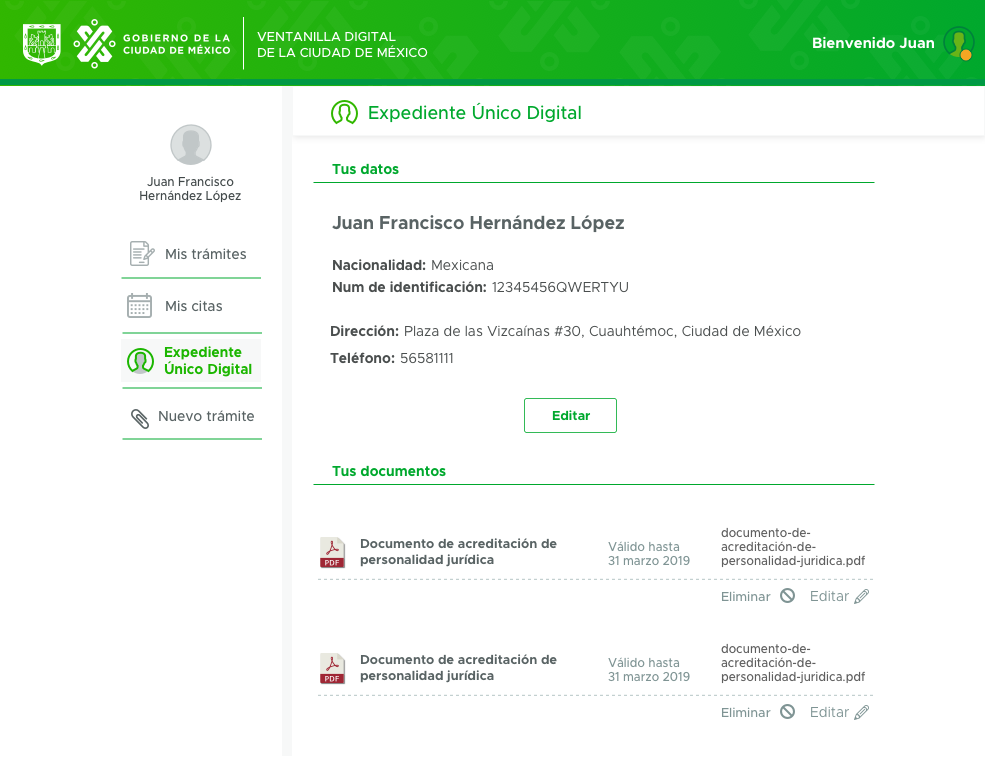 GOBIERNO DE LA
CIUDAD DE MÉXICO
VENTANILLA DIGITAL
DE LA CIUDAD DE MÉXICO
Bienvenido Juan
Juan Francisco
Hernández López
Mis trámites
Mis citas
Expediente
Único Digital
Nuevo trámite
Expediente Único Digital
Tus datos
Juan Francisco Hernández López
Nacionalidad: Mexicana
Num de identificación: 12345456QWERTYU
Dirección: Plaza de las Vizcaínas #30, Cuauhtémoc, Ciudad de México
Teléfono: 56581111
Editar
Tus documentos
PDF
Documento de acreditación de
personalidad jurídica
Válido hasta
31 marzo 2019
documento-de-
acreditación-de-
personalidad-juridica.pdf
Eliminar
Editar
PDF
Documento de acreditación de
personalidad jurídica
Válido hasta
31 marzo 2019
documento-de-
acreditación-de-
personalidad-juridica.pdf
Eliminar
Editar